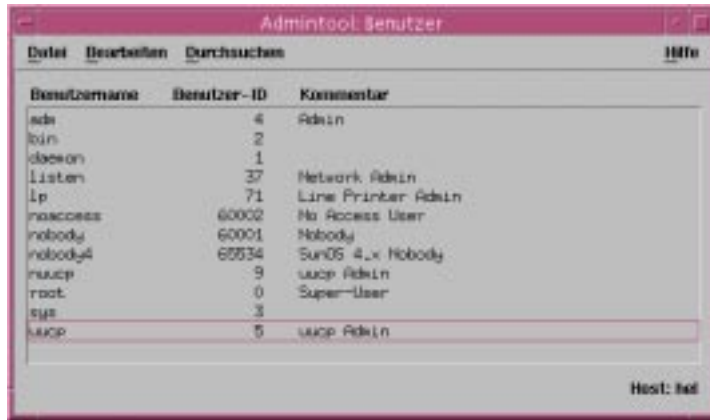 Admintool: Benutzer
Datei Bearbeiten Durchsuchen Hilfe
Benutzername Benutzer-ID Kommentar
adm 4 Admin
bin 2
daemon 1
listen 37 Network Admin
lp 71 Line Printer Admin
noaccess 60002 No Access User
nobody 60001 Nobody
nobody4 65534 SunOS 4.x Nobody
nuucp 9 uucp Admin
root 0 Super-User
sys 3
uucp 5 uucp Admin
Host: hel